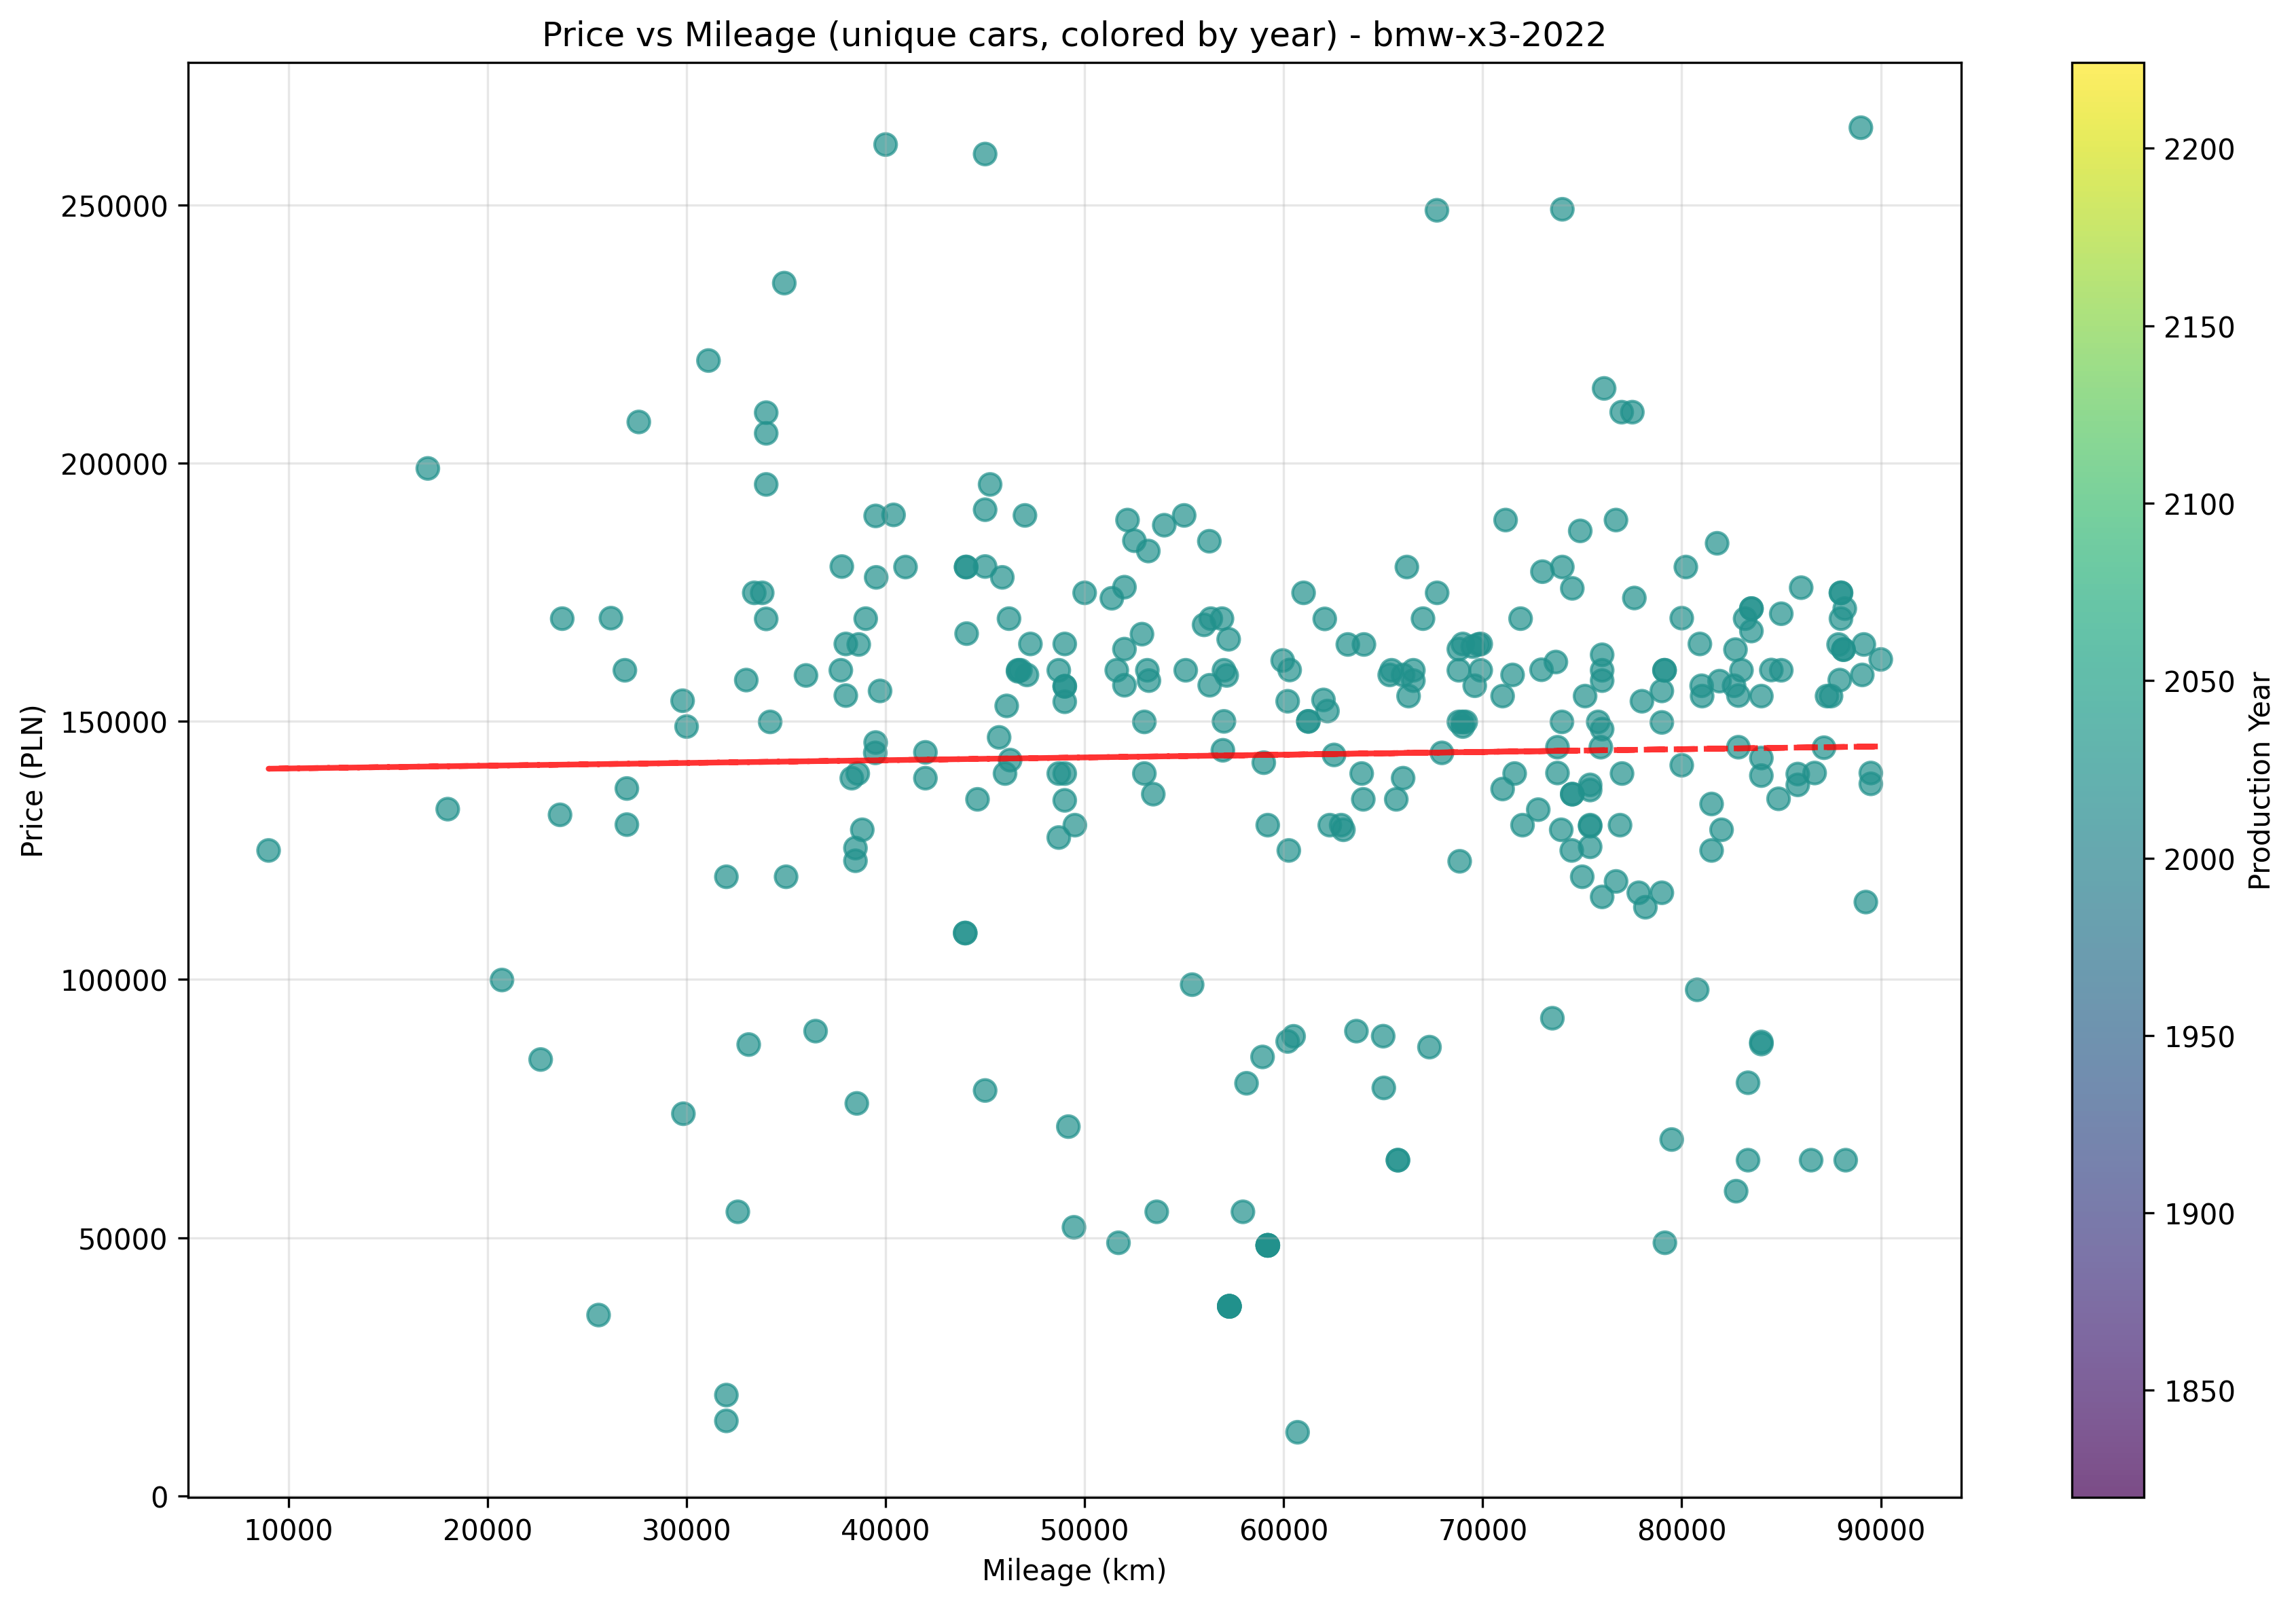 Price vs Mileage (unique cars, colored by year) - bmw-x3-2022
Price (PLN)
250000
200000
150000
100000
50000
0
10000 20000 30000 40000 50000 60000 70000 80000 90000
Mileage (km)
2200
2150
2100
2050
2000
1950
1900
1850
Production Year